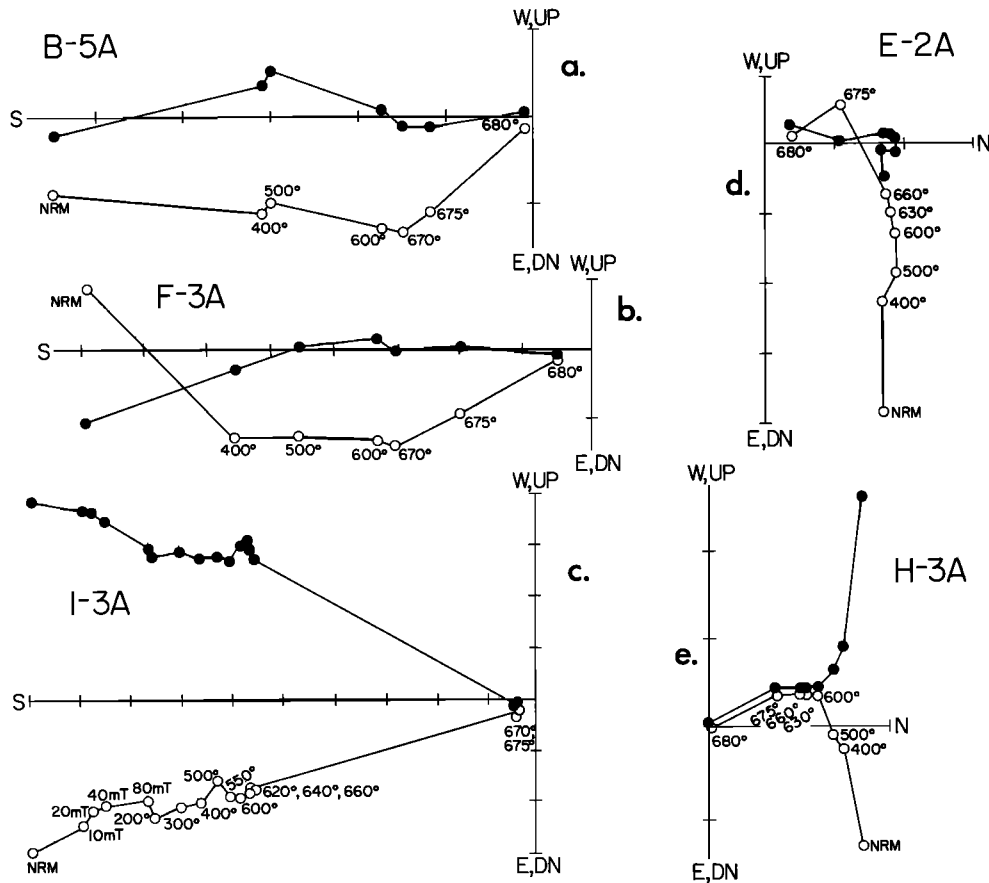 B-5A
a.
W,UP
S
680°
NRM
400°
500°
600°
670°
675°
E,DN
F-3A
b.
W,UP
S
NRM
400°
500°
600°
670°
675°
680°
E,DN
I-3A
c.
W,UP
S
NRM
10mT
20mT
40mT
80mT
200°
300°
400°
500°
550°
600°
620°, 640°, 660°
670°
675°
E,DN
E-2A
d.
W,UP
N
675°
680°
660°
630°
600°
500°
400°
NRM
E,DN
H-3A
e.
W,UP
N
680°
675°
660°
630°
600°
500°
400°
NRM
E,DN